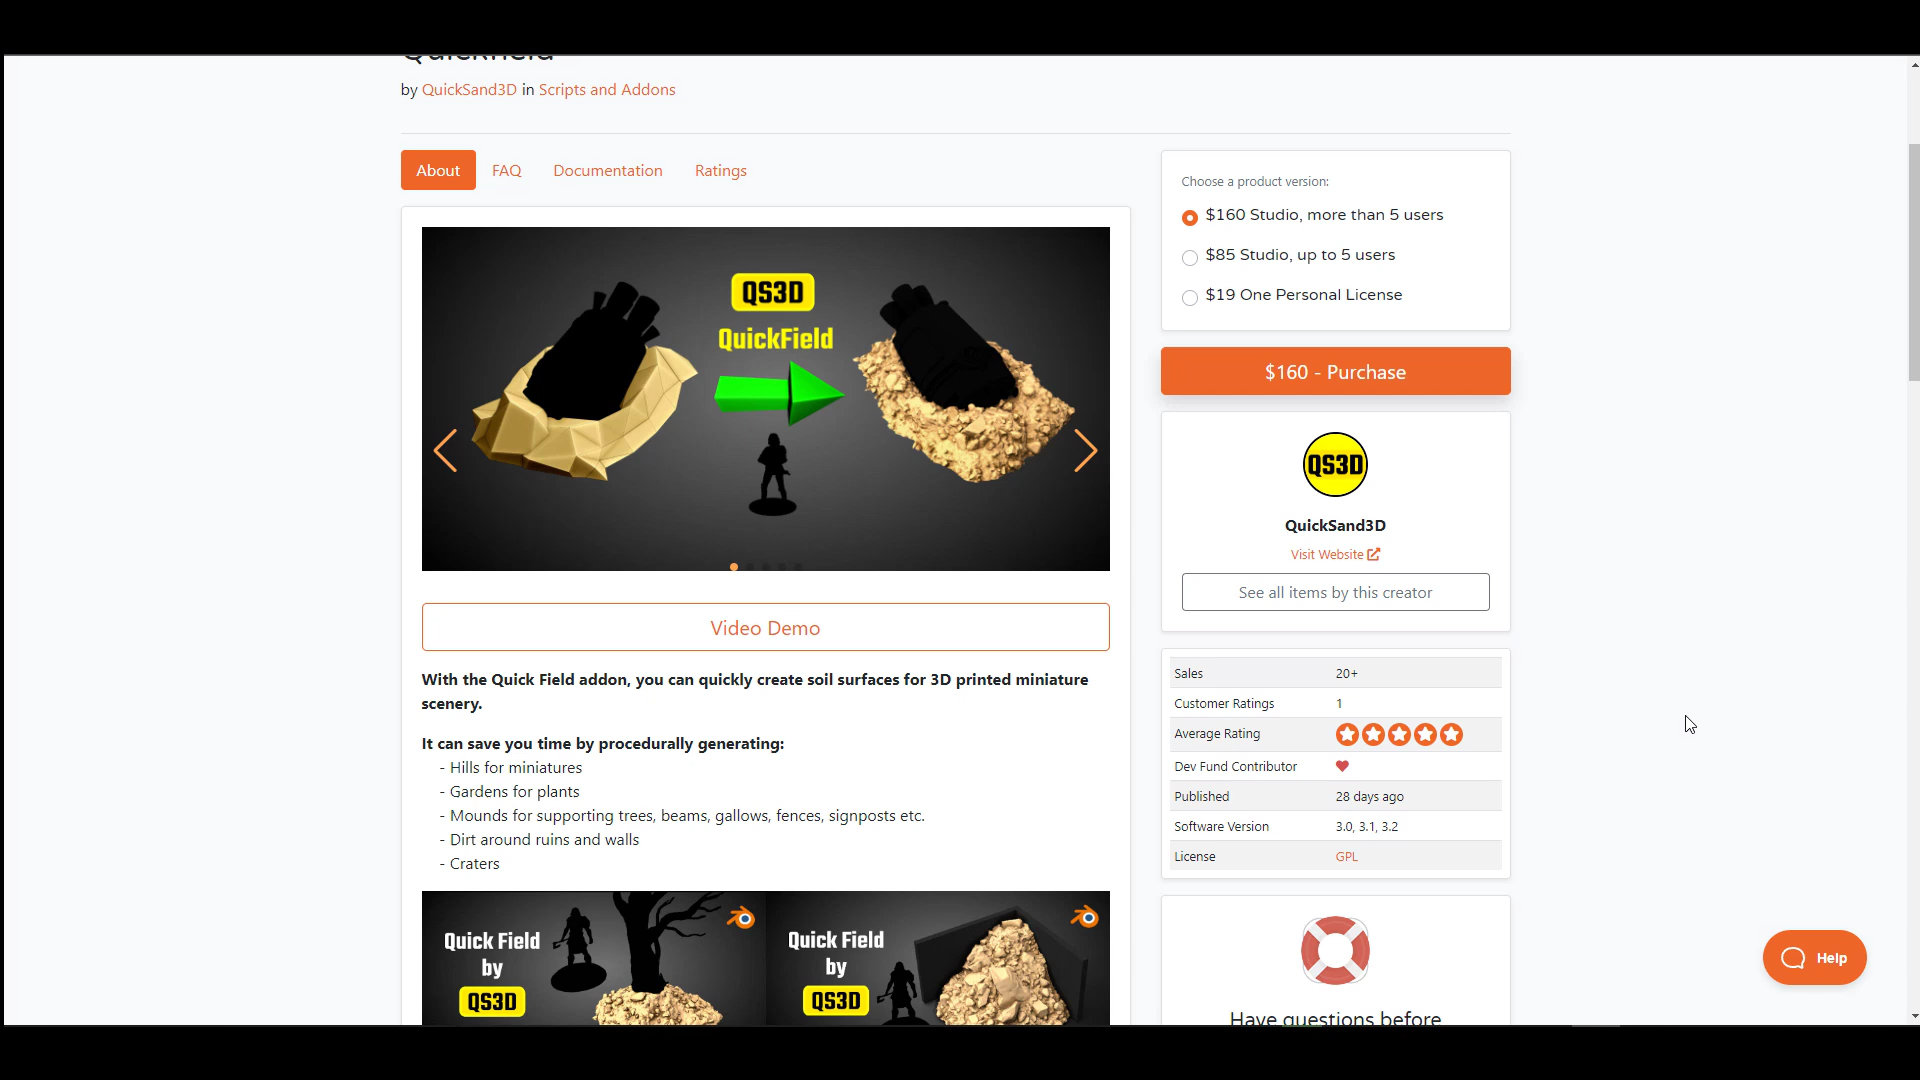 Quickfield
by QuickSand3D in Scripts and Addons
About FAQ Documentation Ratings
QS3D
QuickField
Video Demo
With the Quick Field addon, you can quickly create soil surfaces for 3D printed miniature
scenery.
It can save you time by procedurally generating:
- Hills for miniatures
- Gardens for plants
- Mounds for supporting trees, beams, gallows, fences, signposts etc.
- Dirt around ruins and walls
- Craters
Quick Field
by
QS3D
Quick Field
by
QS3D
Choose a product version:
$160 Studio, more than 5 users
$85 Studio, up to 5 users
$19 One Personal License
$160 - Purchase
QS3D
QuickSand3D
Visit Website
See all items by this creator
Sales 20+
Customer Ratings 1
Average Rating
Dev Fund Contributor
Published 28 days ago
Software Version 3.0, 3.1, 3.2
License GPL
Have questions before
Help